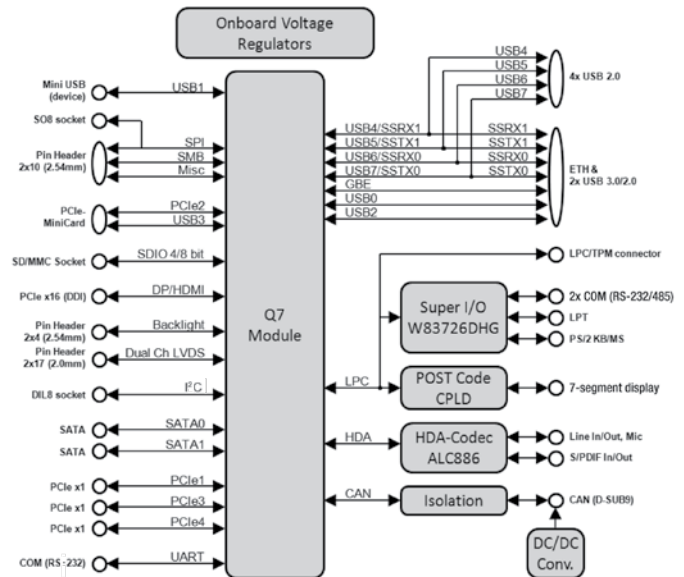 Onboard Voltage
Regulators
Mini USB
(device)
USB1
SO8 socket
SPI
Pin Header
2x10 (2.54mm)
SMB
Misc
PCIe-
MiniCard
PCIe2
USB3
SD/MMC Socket
SDIO 4/8 bit
PCIe x16 (DDI)
DP/HDMI
Pin Header
2x4 (2.54mm)
Backlight
Pin Header
2x17 (2.0mm)
Dual Ch LVDS
DIL8 socket
I²C
SATA
SATA0
SATA
SATA1
PCIe x1
PCIe1
PCIe x1
PCIe3
PCIe x1
PCIe4
COM (RS-232)
UART
Q7
Module
USB4
USB5
USB6
USB7
4x USB 2.0
USB4/SSRX1
SSRX1
USB5/SSTX1
SSTX1
USB6/SSRX0
SSRX0
USB7/SSTX0
SSTX0
GBE
USB0
USB2
ETH &
2x USB 3.0/2.0
LPC/TPM connector
Super I/O
W83726DHG
2x COM (RS-232/485)
LPT
PS/2 KB/MS
LPC
POST Code
CPLD
7-segment display
HDA
HDA-Codec
ALC886
Line In/Out, Mic
S/PDIF In/Out
CAN
Isolation
CAN (D-SUB9)
DC/DC
Conv.